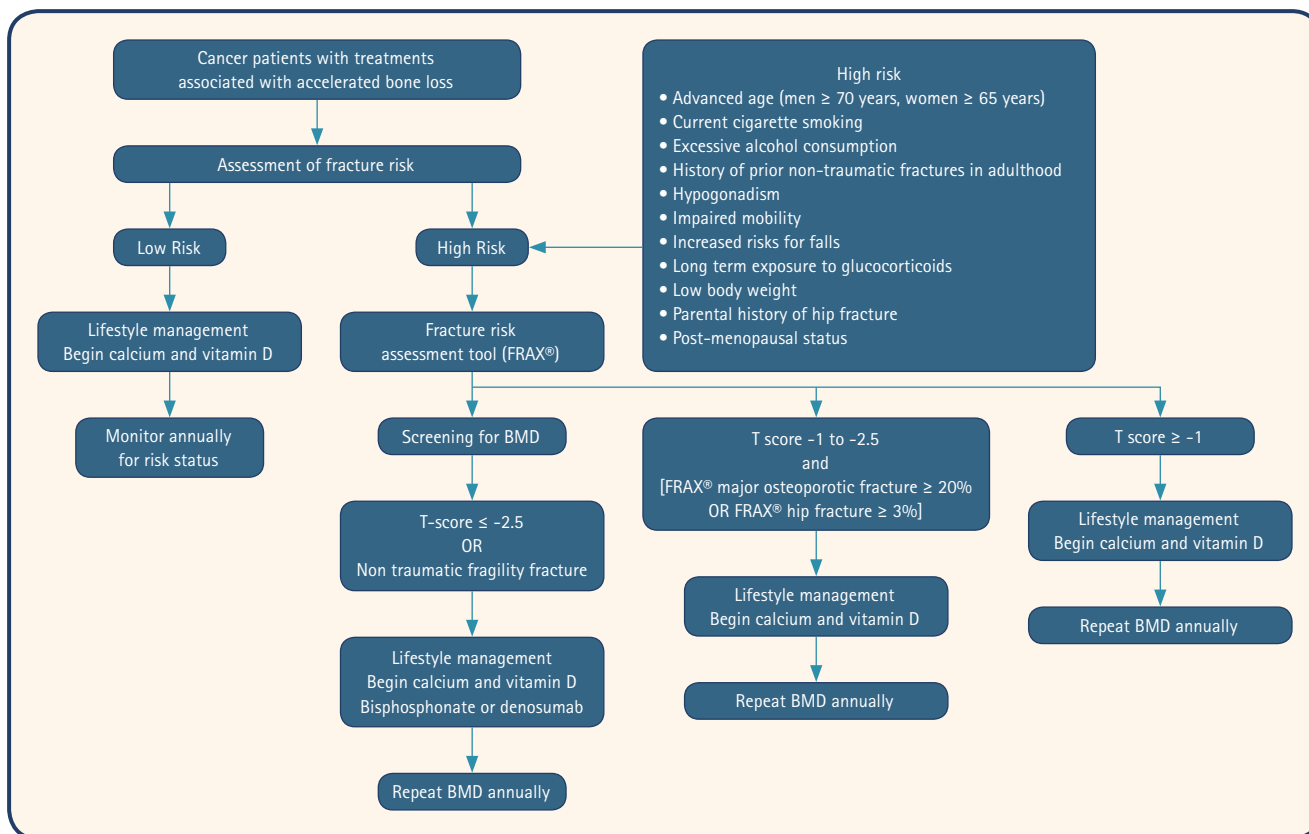 Cancer patients with treatments
associated with accelerated bone loss
Assessment of fracture risk
Low Risk
High Risk
High risk
• Advanced age (men ≥ 70 years, women ≥ 65 years)
• Current cigarette smoking
• Excessive alcohol consumption
• History of prior non-traumatic fractures in adulthood
• Hypogonadism
• Impaired mobility
• Increased risks for falls
• Long term exposure to glucocorticoids
• Low body weight
• Parental history of hip fracture
• Post-menopausal status
Lifestyle management
Begin calcium and vitamin D
Monitor annually
for risk status
Fracture risk
assessment tool (FRAX®)
Screening for BMD
T-score ≤ -2.5
OR
Non traumatic fragility fracture
Lifestyle management
Begin calcium and vitamin D
Bisphosphonate or denosumab
Repeat BMD annually
T score -1 to -2.5
and
[FRAX® major osteoporotic fracture ≥ 20%
OR FRAX® hip fracture ≥ 3%]
Lifestyle management
Begin calcium and vitamin D
Repeat BMD annually
T score ≥ -1
Lifestyle management
Begin calcium and vitamin D
Repeat BMD annually